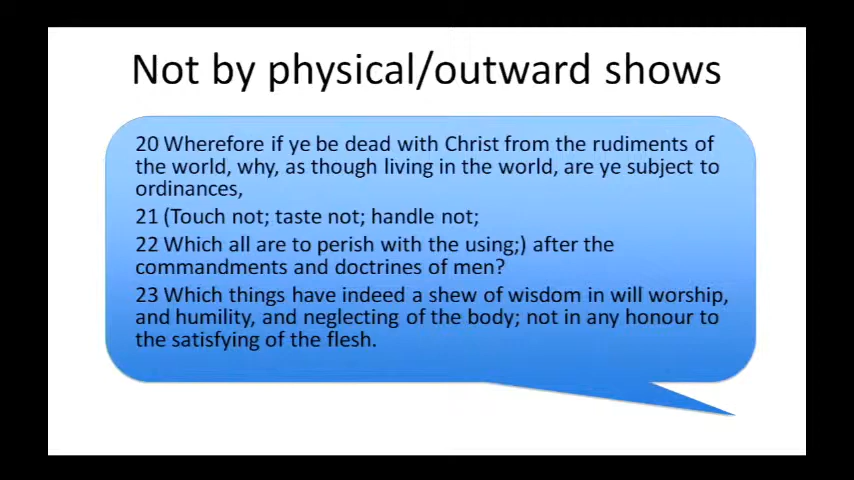 Not by physical/outward shows
20 Wherefore if ye be dead with Christ from the rudiments of
the world, why, as though living in the world, are ye subject to
ordinances,
21 (Touch not; taste not; handle not;
22 Which all are to perish with the using;) after the
commandments and doctrines of men?
23 Which things have indeed a shew of wisdom in will worship,
and humility, and neglecting of the body; not in any honour to
the satisfying of the flesh.